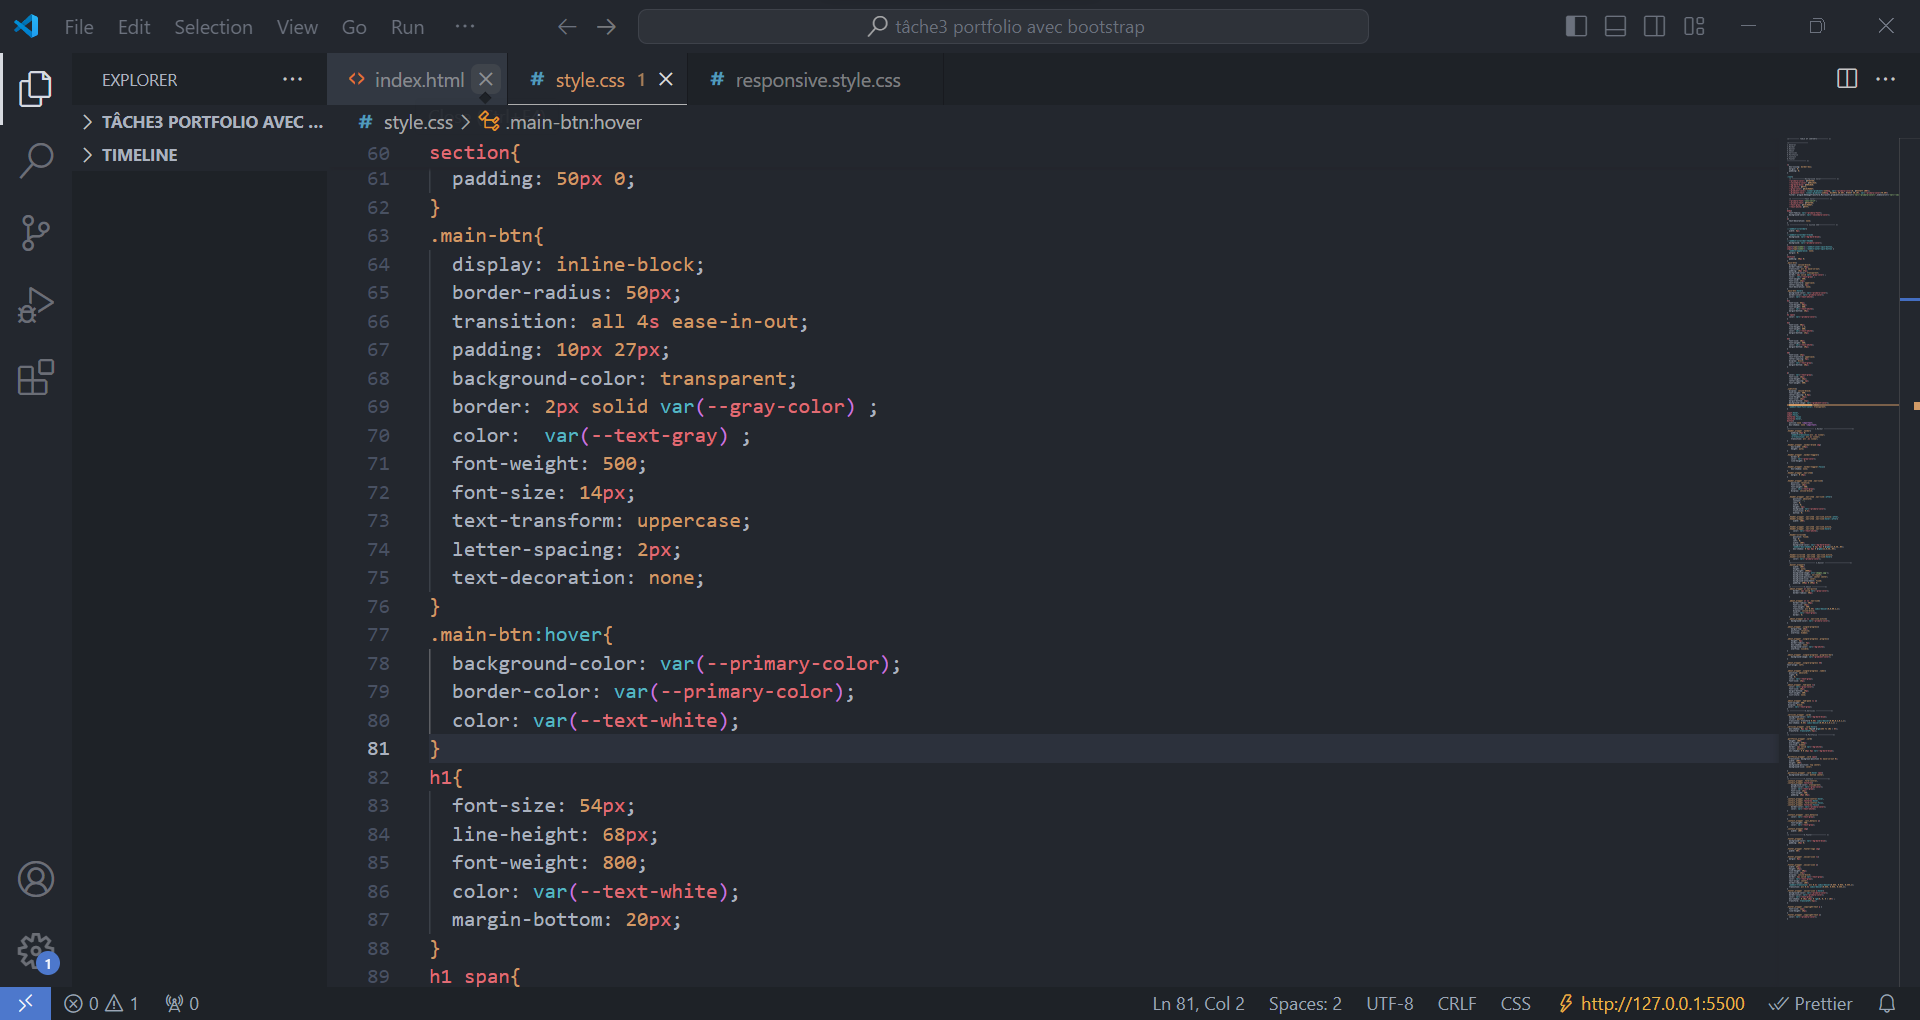 File Edit Selection View Go Run ···
tâche3 portfolio avec bootstrap
EXPLORER ···
TÂCHE3 PORTFOLIO AVEC ...
TIMELINE
index.html
# style.css 1
# responsive.style.css
# style.css > .main-btn:hover
60 section{
61 padding: 50px 0;
62 }
63 .main-btn{
64 display: inline-block;
65 border-radius: 50px;
66 transition: all 4s ease-in-out;
67 padding: 10px 27px;
68 background-color: transparent;
69 border: 2px solid var(--gray-color) ;
70 color:  var(--text-gray) ;
71 font-weight: 500;
72 font-size: 14px;
73 text-transform: uppercase;
74 letter-spacing: 2px;
75 text-decoration: none;
76 }
77 .main-btn:hover{
78 background-color: var(--primary-color);
79 border-color: var(--primary-color);
80 color: var(--text-white);
81 }
82 h1{
83 font-size: 54px;
84 line-height: 68px;
85 font-weight: 800;
86 color: var(--text-white);
87 margin-bottom: 20px;
88 }
89 h1 span{
1
0 1 0
Ln 81, Col 2 Spaces: 2 UTF-8 CRLF CSS http://127.0.0.1:5500 Prettier